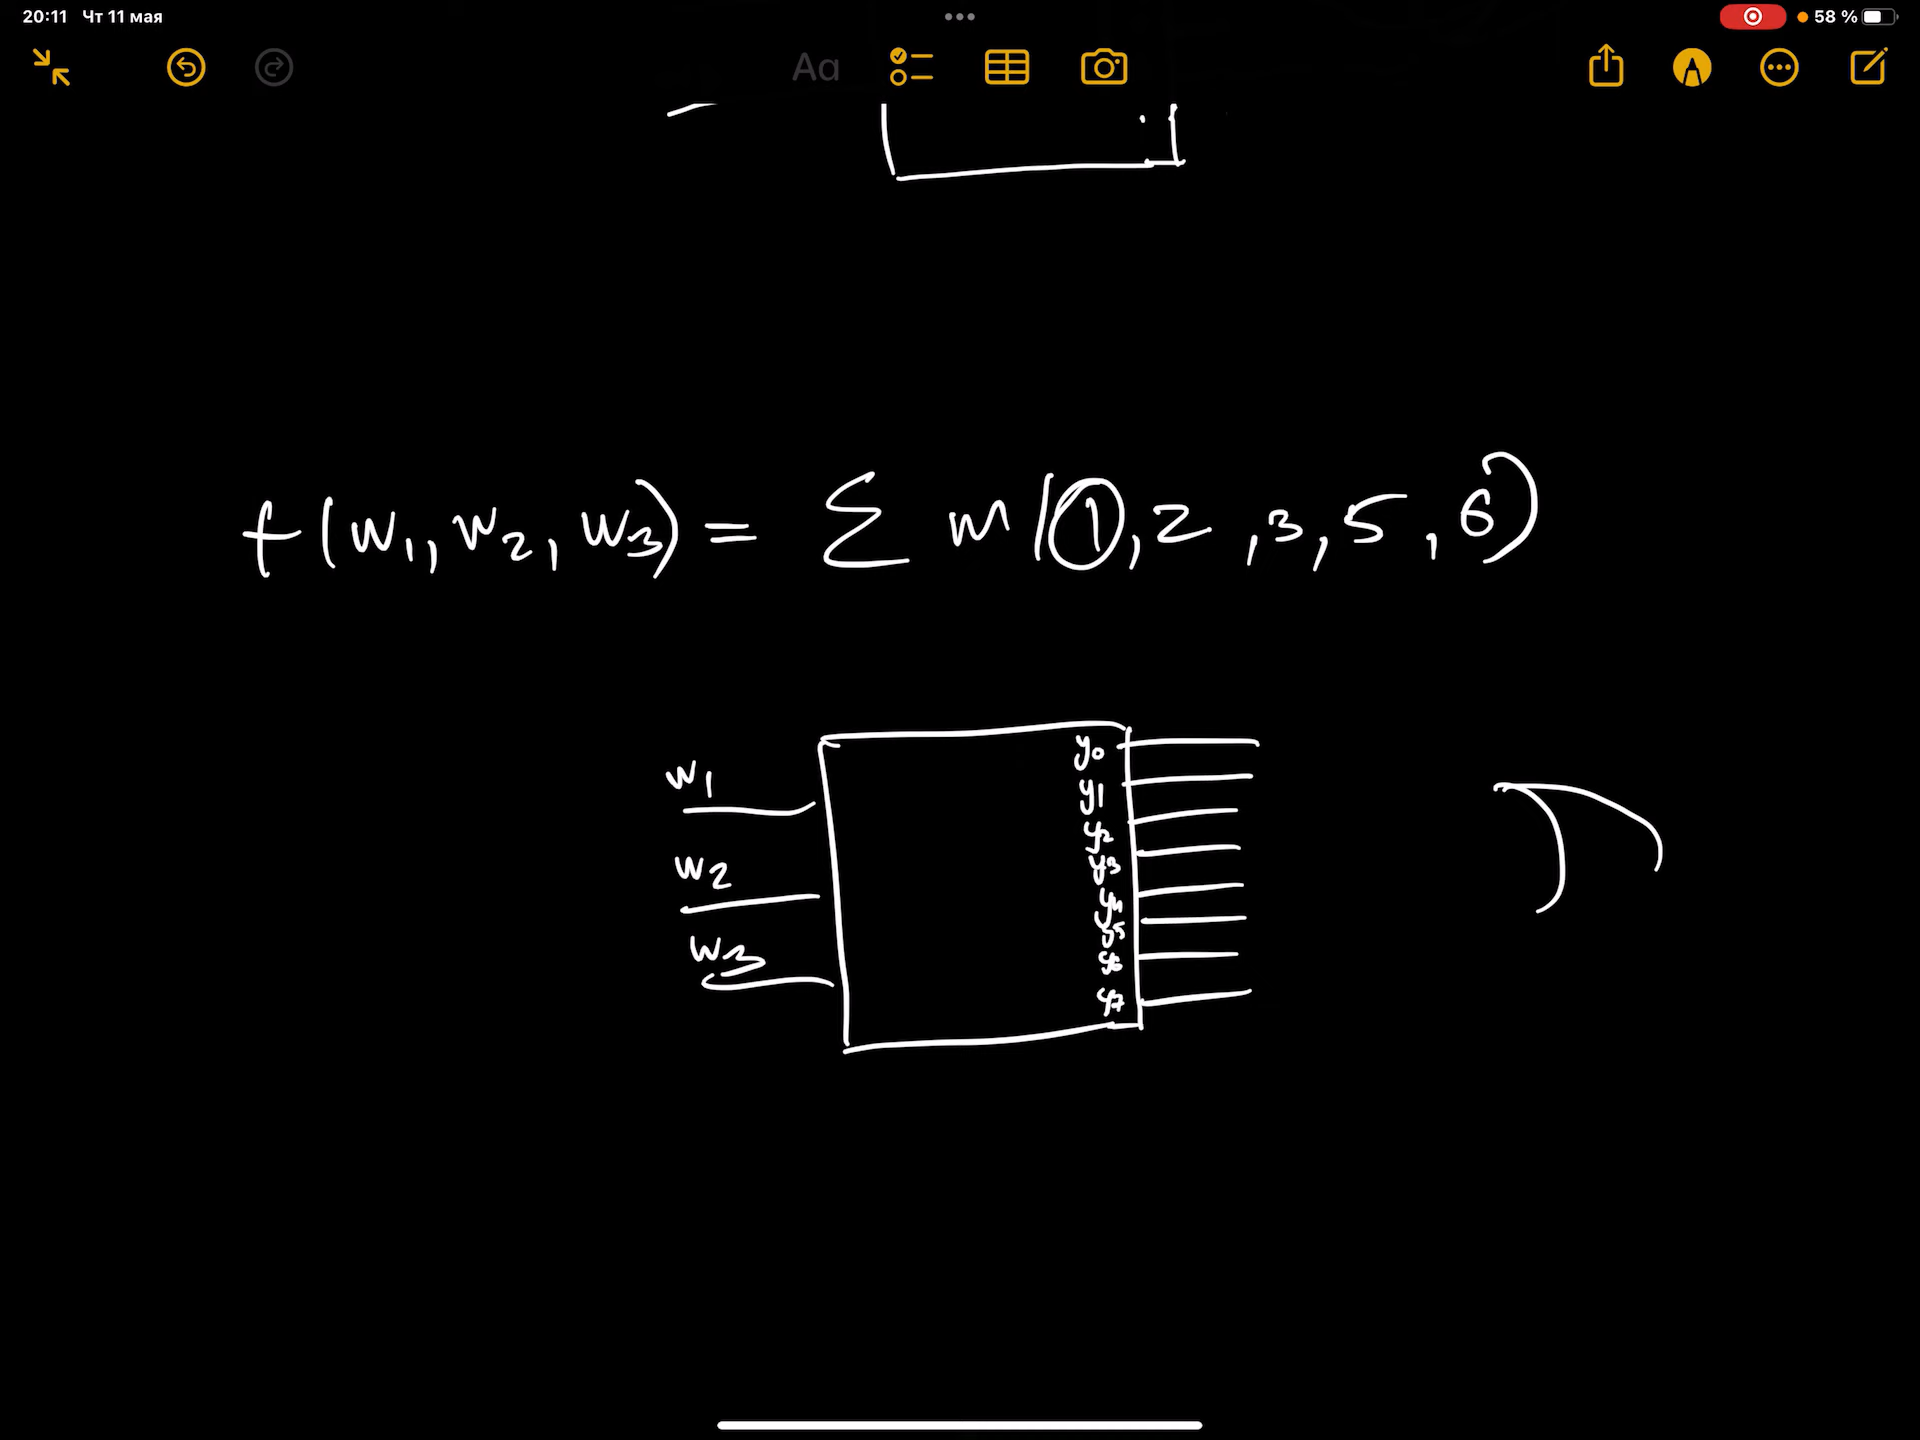 20:11 Чт 11 мая
58 %
Aa
f(w₁, w₂, w₃) = Σ m(1, 2, 3, 5, 6)
w₁
w₂
w₃
y₀
y₁
y₂
y₃
y₄
y₅
y₆
y₇